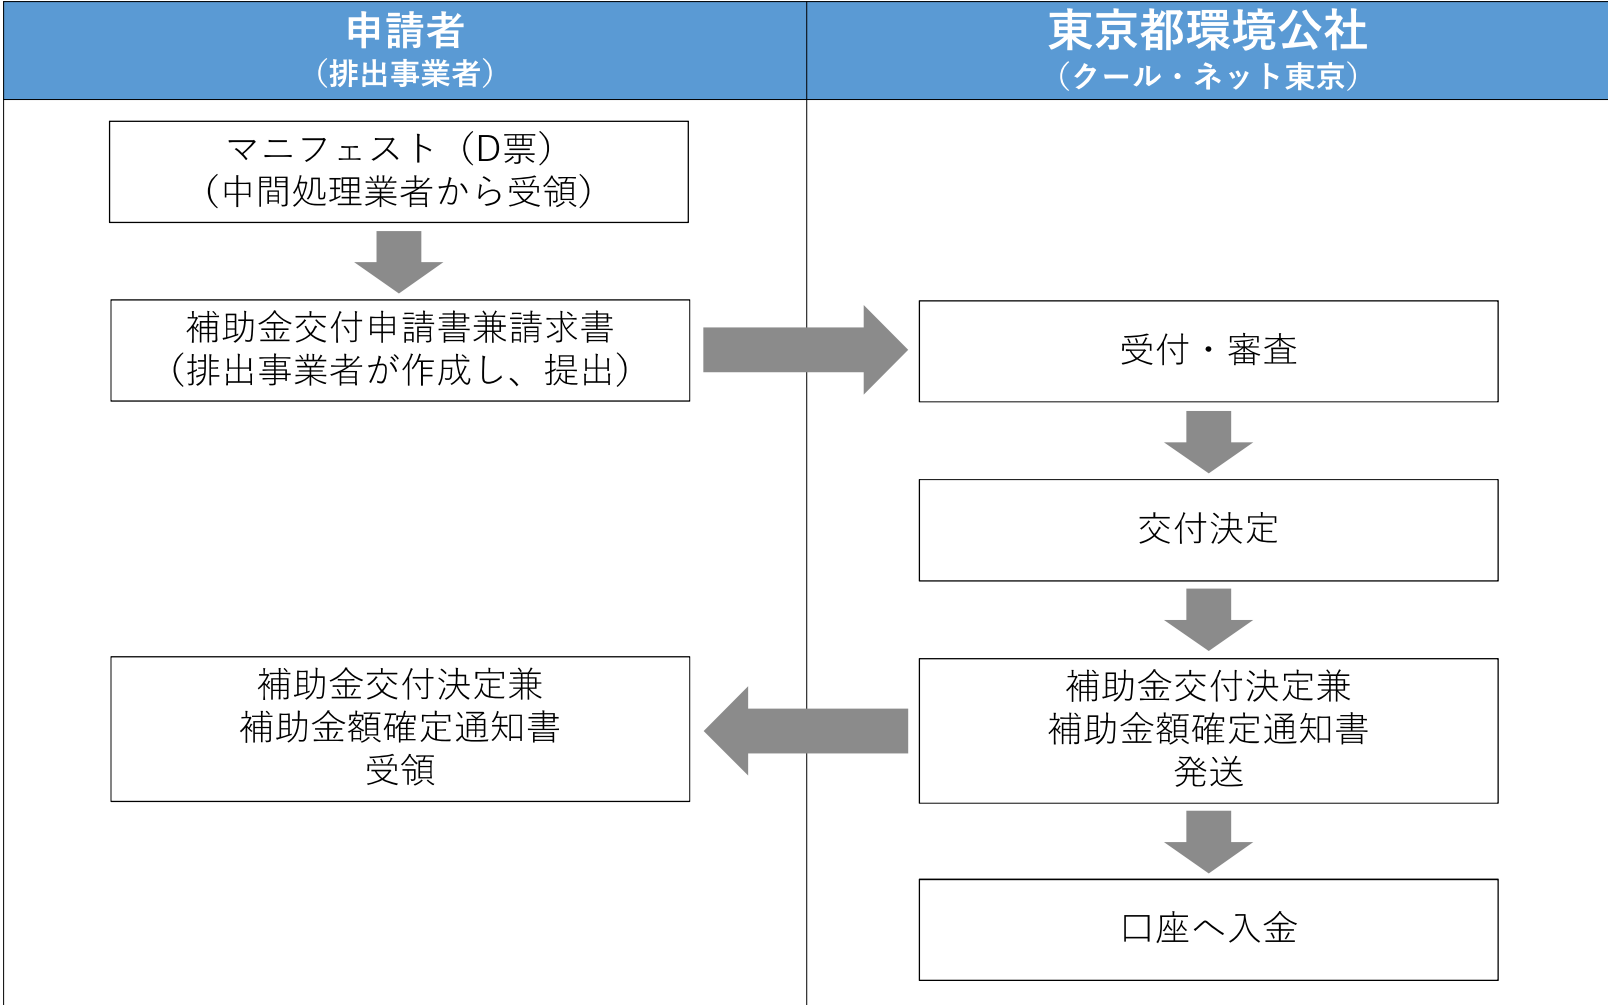 申請者
（排出事業者）
東京都環境公社
（クール・ネット東京）
マニフェスト（D票）
（中間処理業者から受領）
補助金交付申請書兼請求書
（排出事業者が作成し、提出）
受付・審査
交付決定
補助金交付決定兼
補助金額確定通知書
発送
補助金交付決定兼
補助金額確定通知書
受領
口座へ入金